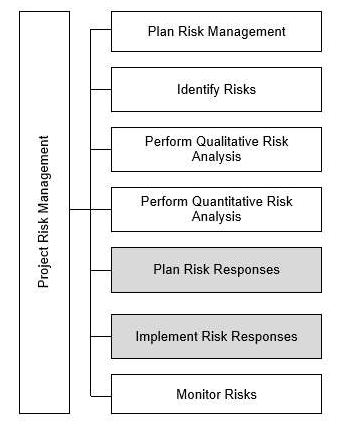 Project Risk Management
Plan Risk Management
Identify Risks
Perform Qualitative Risk
Analysis
Perform Quantitative Risk
Analysis
Plan Risk Responses
Implement Risk Responses
Monitor Risks